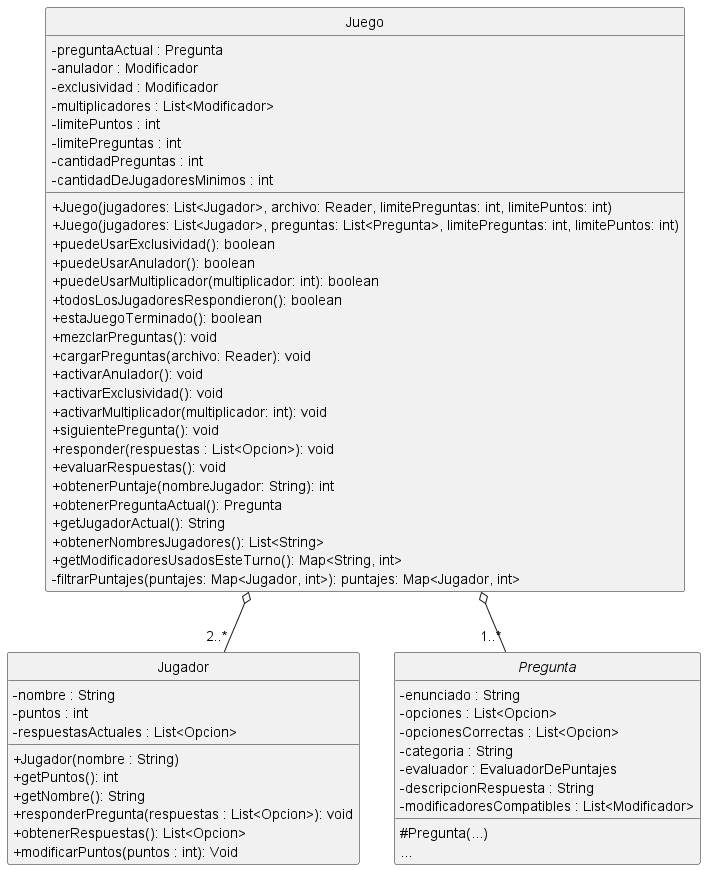 Juego
-preguntaActual : Pregunta
-anulador : Modificador
-exclusividad : Modificador
-multiplicadores : List<Modificador>
-limitePuntos : int
-limitePreguntas : int
-cantidadPreguntas : int
-cantidadDeJugadoresMinimos : int
+Juego(jugadores: List<Jugador>, archivo: Reader, limitePreguntas: int, limitePuntos: int)
+Juego(jugadores: List<Jugador>, preguntas: List<Pregunta>, limitePreguntas: int, limitePuntos: int)
+puedeUsarExclusividad(): boolean
+puedeUsarAnulador(): boolean
+puedeUsarMultiplicador(multiplicador: int): boolean
+todosLosJugadoresRespondieron(): boolean
+estaJuegoTerminado(): boolean
+mezclarPreguntas(): void
+cargarPreguntas(archivo: Reader): void
+activarAnulador(): void
+activarExclusividad(): void
+activarMultiplicador(multiplicador: int): void
+siguientePregunta(): void
+responder(respuestas : List<Opcion>): void
+evaluarRespuestas(): void
+obtenerPuntaje(nombreJugador: String): int
+obtenerPreguntaActual(): Pregunta
+getJugadorActual(): String
+obtenerNombresJugadores(): List<String>
+getModificadoresUsadosEsteTurno(): Map<String, int>
-filtrarPuntajes(puntajes: Map<Jugador, int>): puntajes: Map<Jugador, int>
2..*
1..*
Jugador
-nombre : String
-puntos : int
-respuestasActuales : List<Opcion>
+Jugador(nombre : String)
+getPuntos(): int
+getNombre(): String
+responderPregunta(respuestas : List<Opcion>): void
+obtenerRespuestas(): List<Opcion>
+modificarPuntos(puntos : int): Void
Pregunta
-enunciado : String
-opciones : List<Opcion>
-opcionesCorrectas : List<Opcion>
-categoria : String
-evaluador : EvaluadorDePuntajes
-descripcionRespuesta : String
-modificadoresCompatibles : List<Modificador>
#Pregunta(...)
...